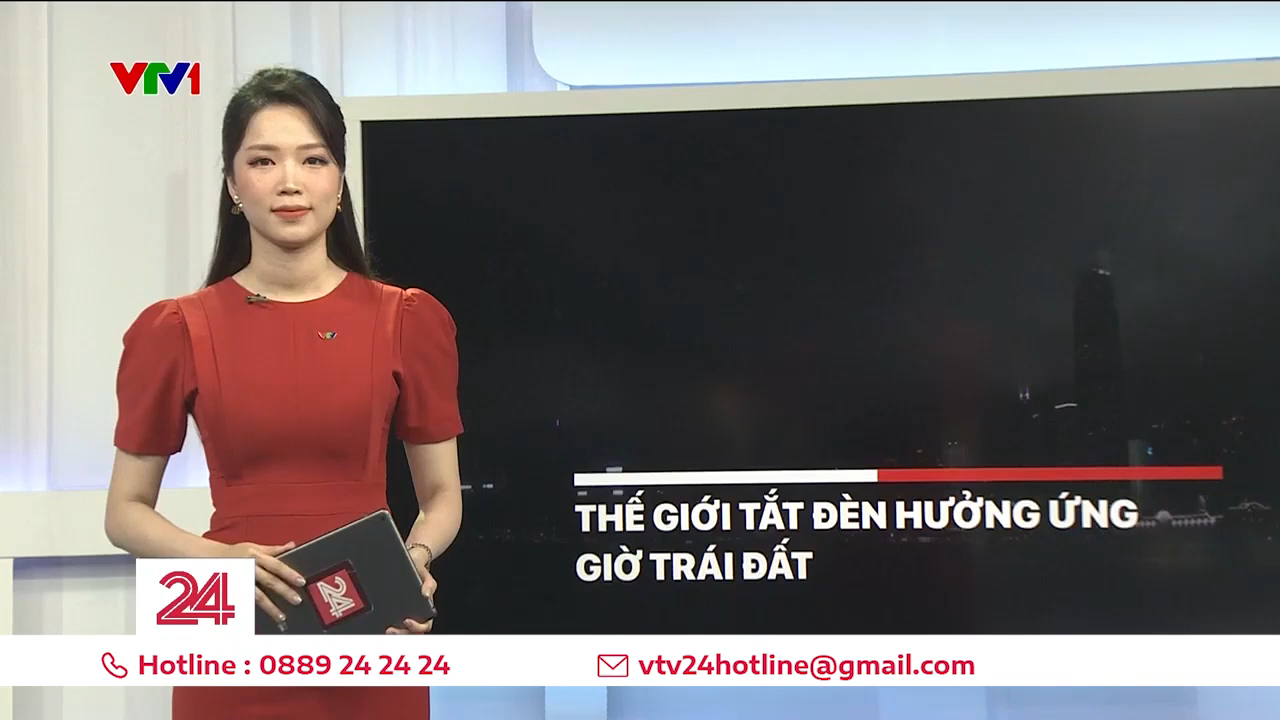 VTV1
VTV
THẾ GIỚI TẮT ĐÈN HƯỞNG ỨNG
GIỜ TRÁI ĐẤT
24
24
Hotline : 0889 24 24 24
vtv24hotline@gmail.com